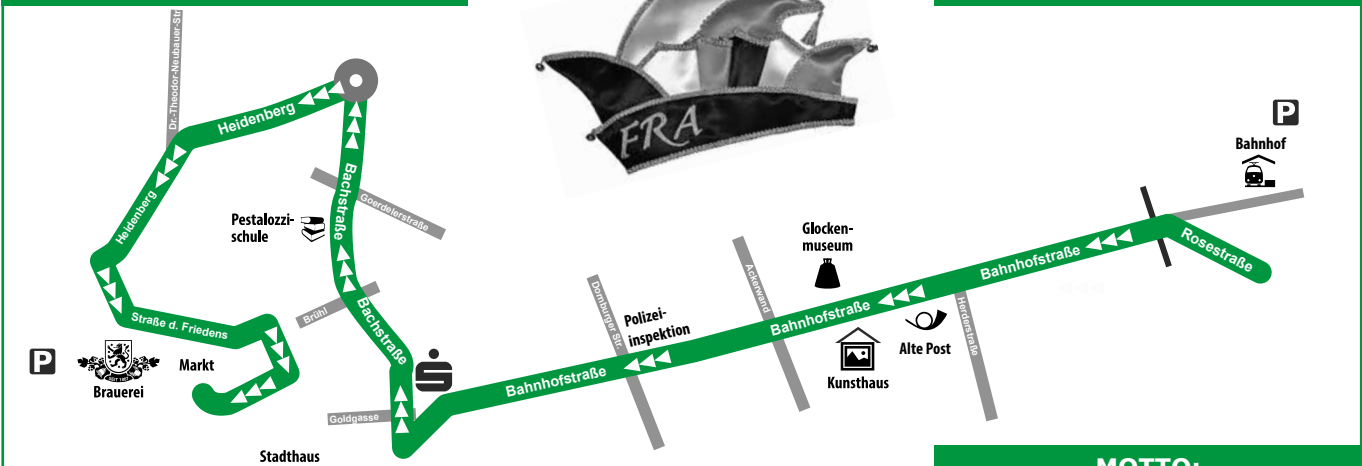 Dr.-Theodor-Neubauer-Str
Heidenberg
Heidenberg
Bachstraße
Goerdelerstraße
Pestalozzi-
schule
Brühl
Bachstraße
Straße d. Friedens
Markt
P
Brauerei
Goldgasse
Stadthaus
FRA
Bahnhofstraße
Domburger Str.
Polizei-
inspektion
Ackerwand
Glocken-
museum
Bahnhofstraße
Kunsthaus
Alte Post
Herderstraße
Bahnhofstraße
P
Bahnhof
Rosestraße
MOTTO: